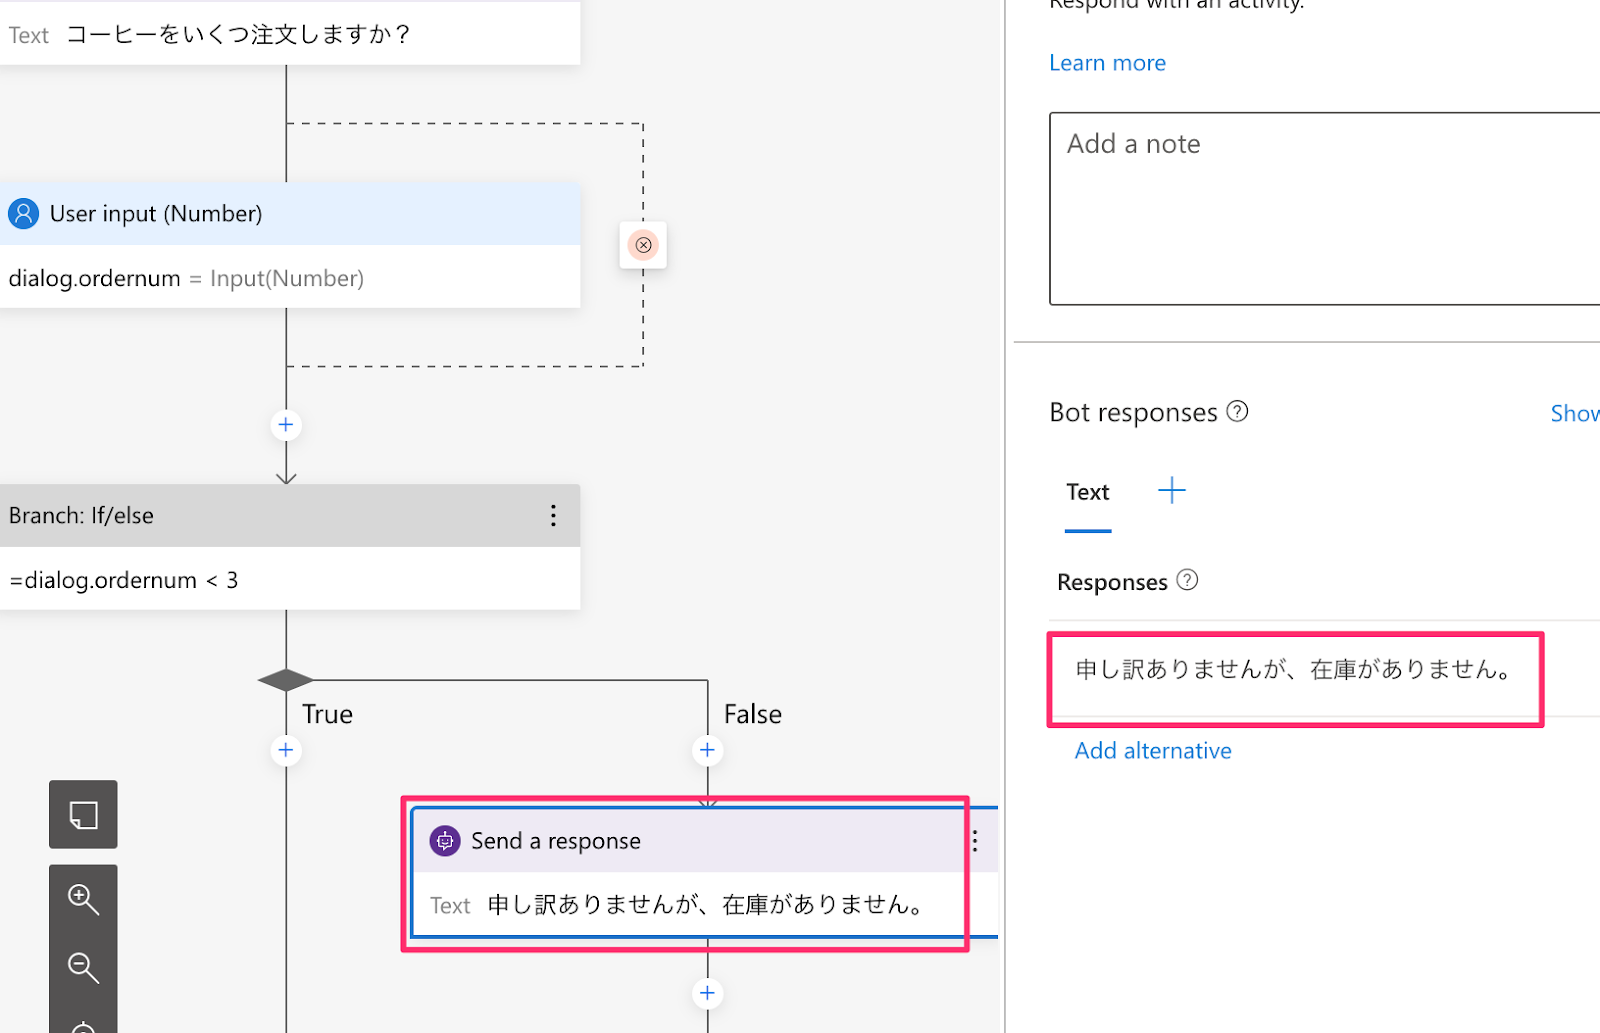 Text コーヒーをいくつ注文しますか？
User input (Number)
dialog.ordernum = Input(Number)
Branch: If/else
=dialog.ordernum < 3
True
False
Send a response
Text 申し訳ありませんが、在庫がありません。
Respond with an activity.
Learn more
Add a note
Bot responses
Show
Text
Responses
申し訳ありませんが、在庫がありません。
Add alternative